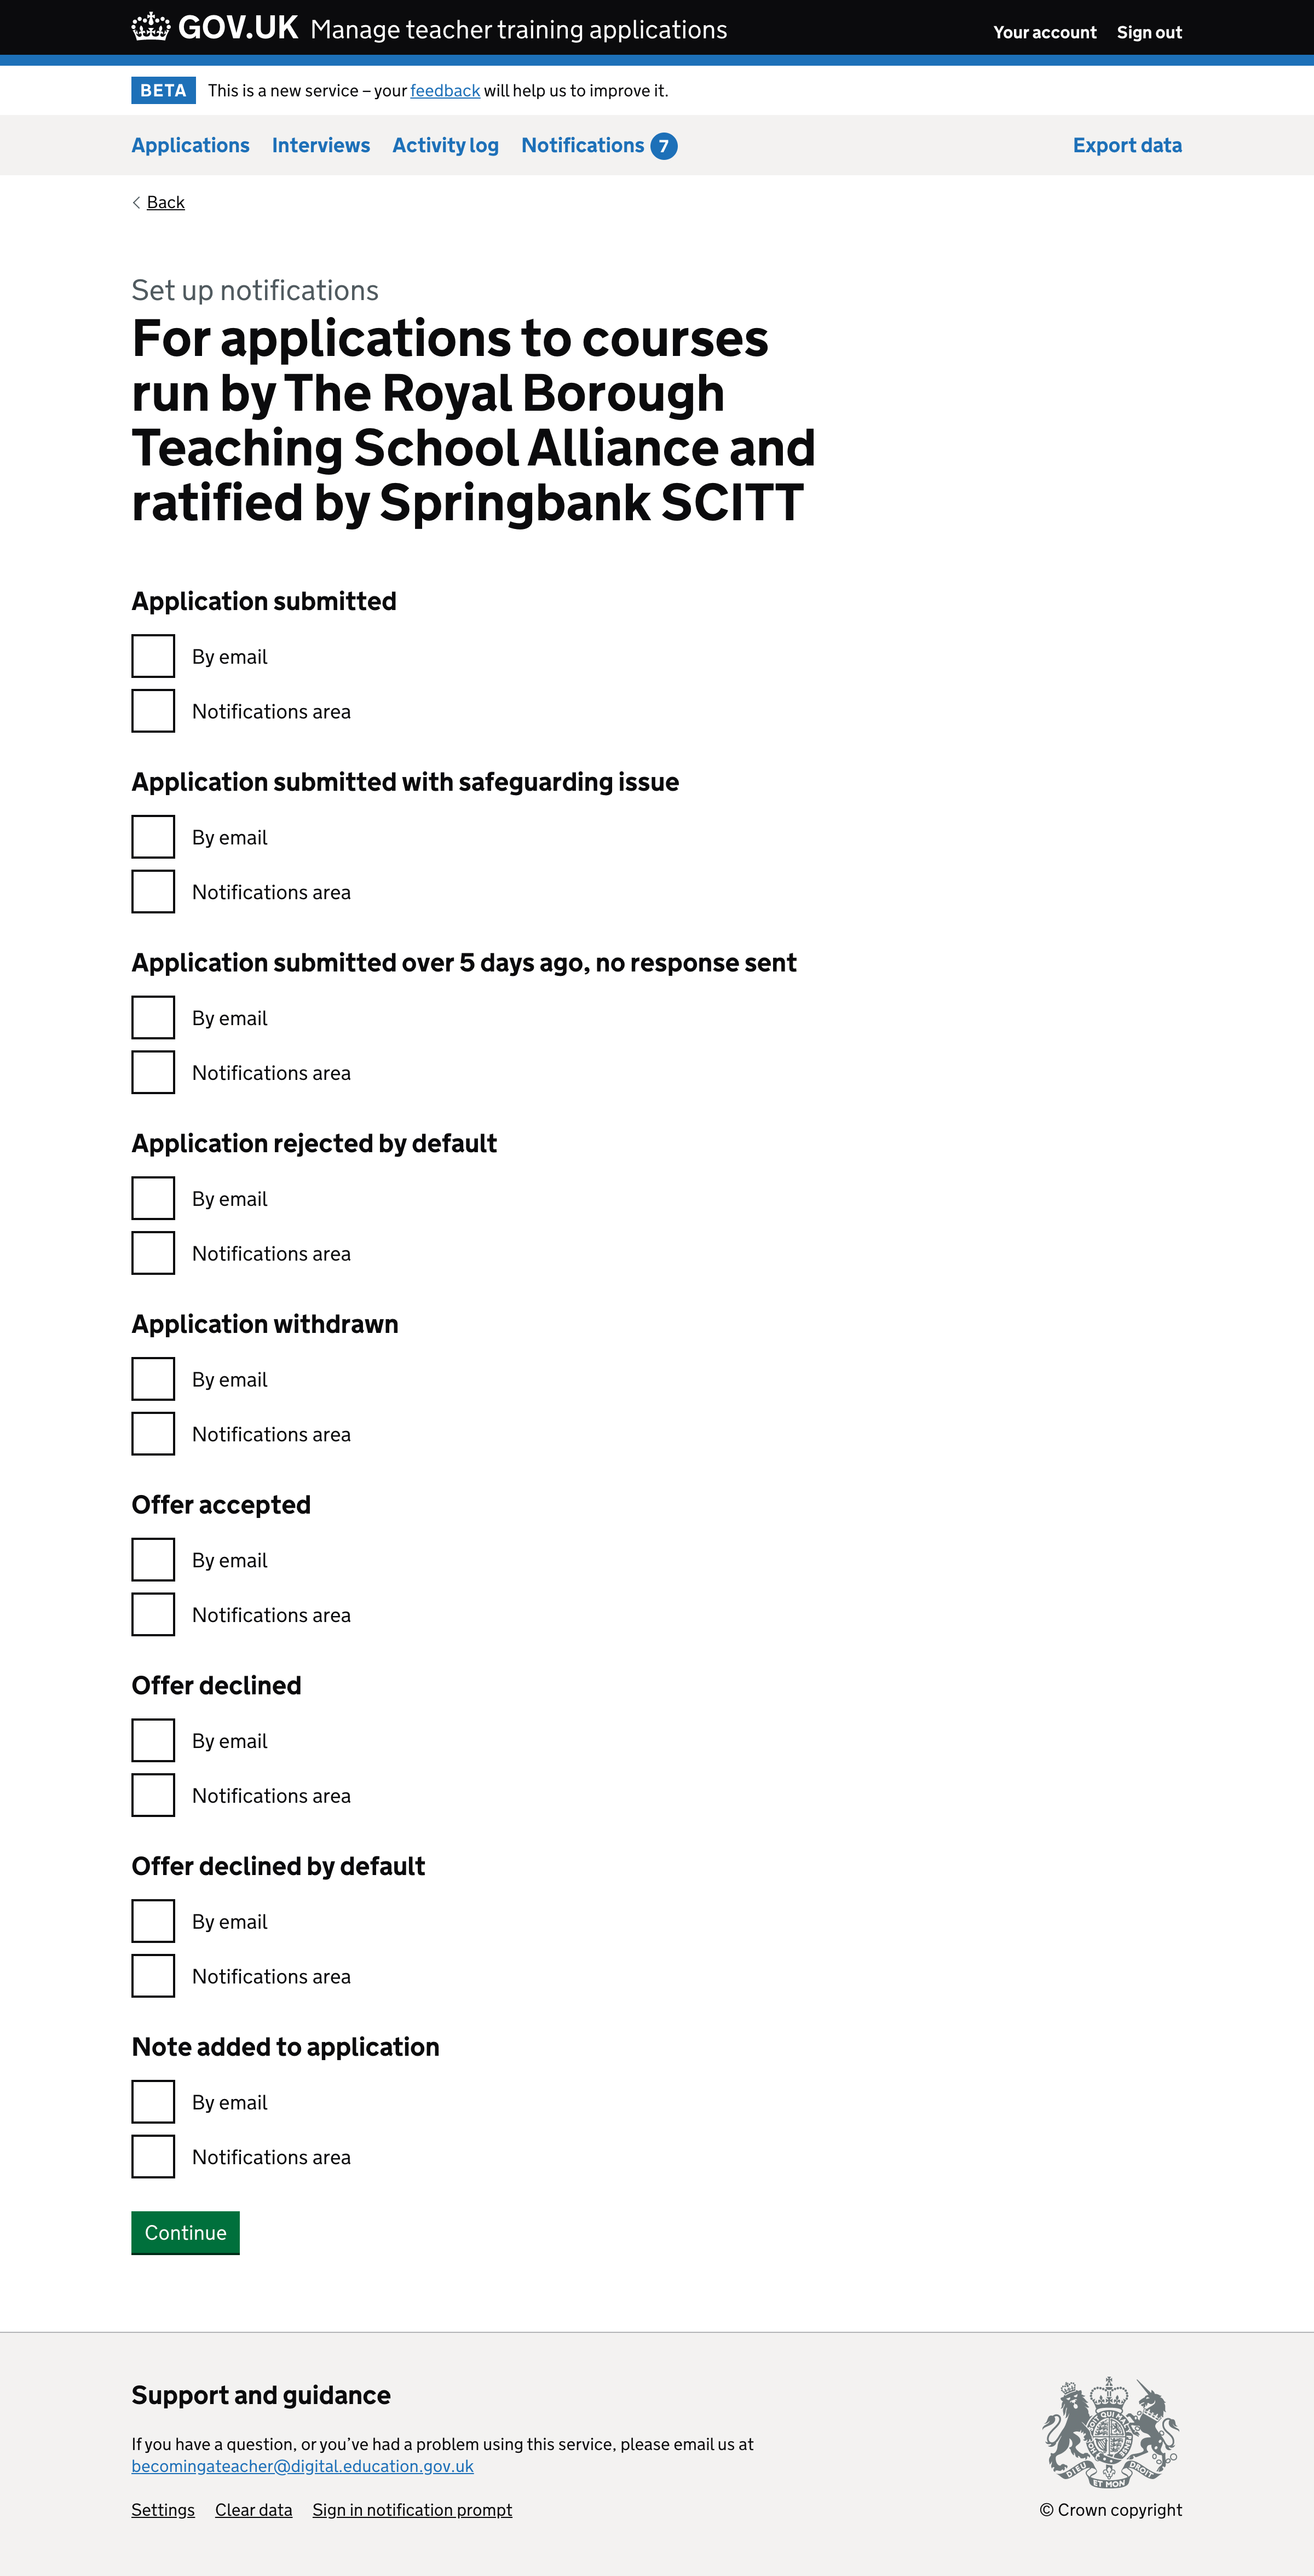 GOV.UK Manage teacher training applications Your account Sign out
BETA This is a new service – your feedback will help us to improve it.
Applications Interviews Activity log Notifications 7 Export data
Back
Set up notifications
For applications to courses
run by The Royal Borough
Teaching School Alliance and
ratified by Springbank SCITT
Application submitted
By email
Notifications area
Application submitted with safeguarding issue
By email
Notifications area
Application submitted over 5 days ago, no response sent
By email
Notifications area
Application rejected by default
By email
Notifications area
Application withdrawn
By email
Notifications area
Offer accepted
By email
Notifications area
Offer declined
By email
Notifications area
Offer declined by default
By email
Notifications area
Note added to application
By email
Notifications area
Continue
Support and guidance
If you have a question, or you’ve had a problem using this service, please email us at
becomingateacher@digital.education.gov.uk
Settings Clear data Sign in notification prompt
DIEU ET MON DROIT
© Crown copyright